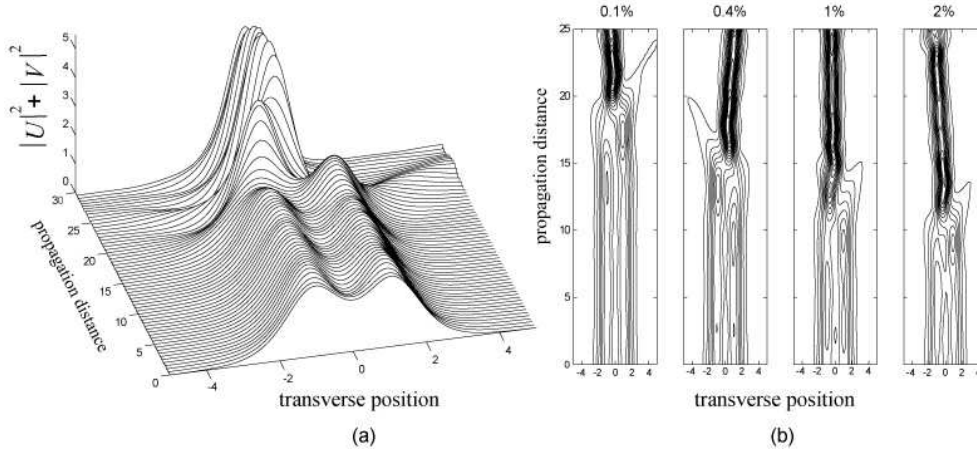 |U|² + |V|²
5
4
3
2
1
0
30
25
20
15
10
5
0
propagation distance
-4
-2
0
2
4
transverse position
(a)
0.1%
0.4%
1%
2%
propagation distance
25
20
15
10
5
0
-4 -2 0 2 4
-4 -2 0 2 4
-4 -2 0 2 4
-4 -2 0 2 4
transverse position
(b)